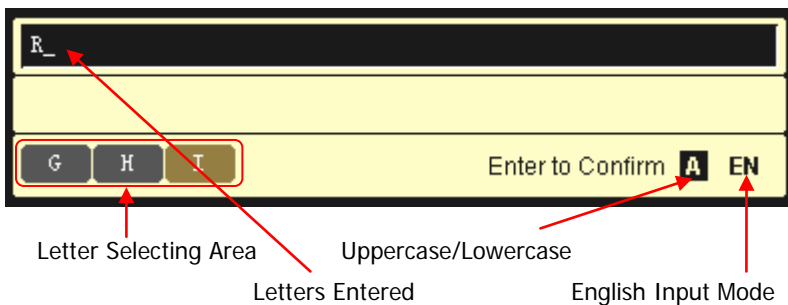 R_
G H I Enter to Confirm A EN
Letter Selecting Area Uppercase/Lowercase
Letters Entered English Input Mode